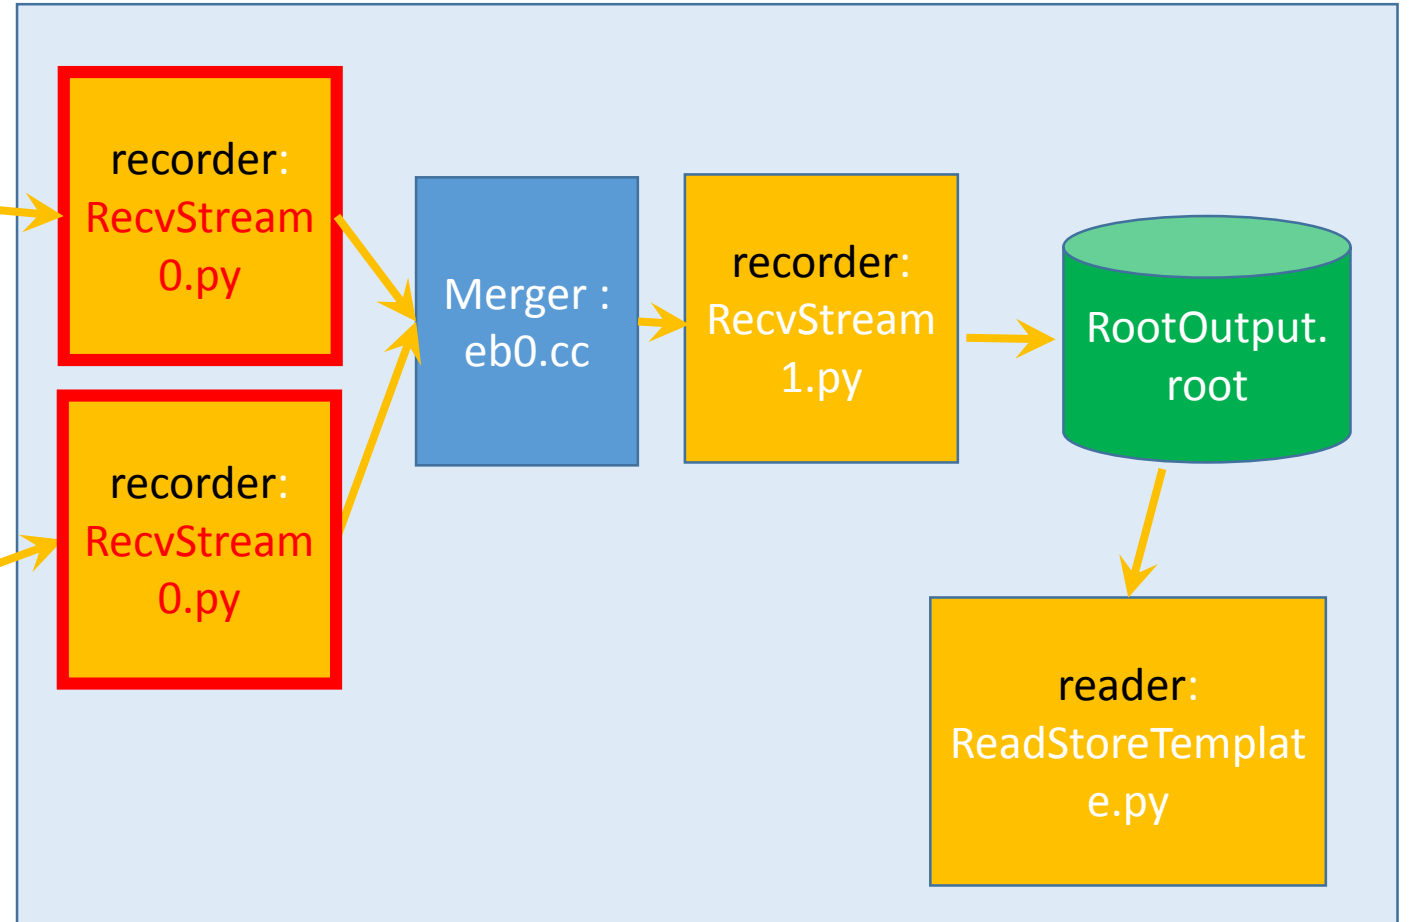 recorder:
RecvStream
0.py
recorder:
RecvStream
0.py
Merger :
eb0.cc
recorder:
RecvStream
1.py
RootOutput.
root
reader:
ReadStoreTemplat
e.py